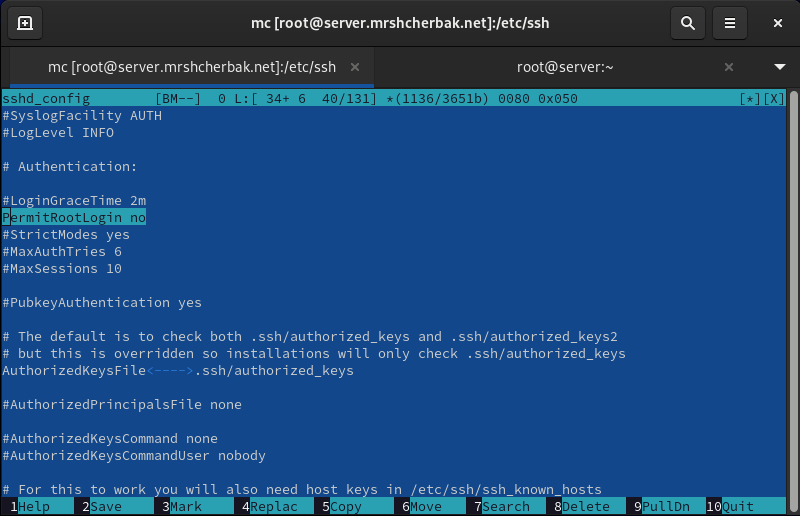 mc [root@server.mrshcherbak.net]:/etc/ssh
mc [root@server.mrshcherbak.net]:/etc/ssh
root@server:~
sshd_config [BM--] 0 L:[ 34+ 6 40/131] *(1136/3651b) 0080 0x050 [*][X]
#SyslogFacility AUTH
#LogLevel INFO
# Authentication:
#LoginGraceTime 2m
PermitRootLogin no
#StrictModes yes
#MaxAuthTries 6
#MaxSessions 10
#PubkeyAuthentication yes
# The default is to check both .ssh/authorized_keys and .ssh/authorized_keys2
# but this is overridden so installations will only check .ssh/authorized_keys
AuthorizedKeysFile<---->.ssh/authorized_keys
#AuthorizedPrincipalsFile none
#AuthorizedKeysCommand none
#AuthorizedKeysCommandUser nobody
# For this to work you will also need host keys in /etc/ssh/ssh_known_hosts
1Help 2Save 3Mark 4Replac 5Copy 6Move 7Search 8Delete 9PullDn 10Quit